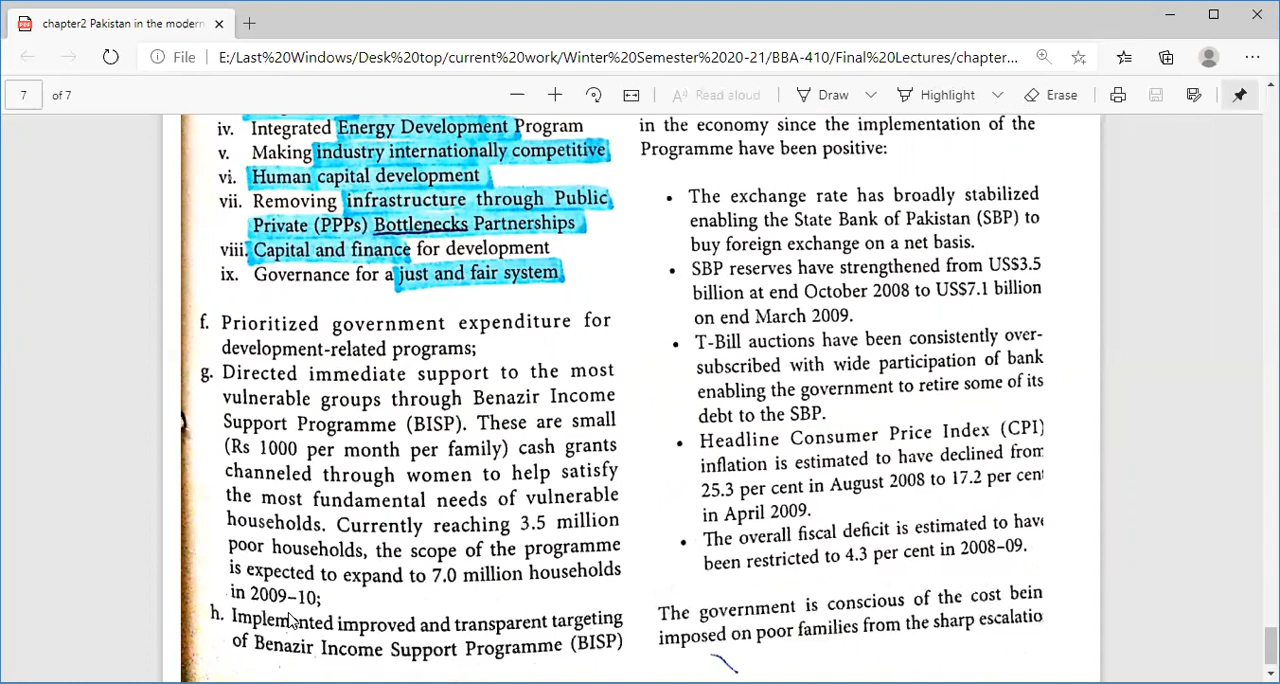 chapter2 Pakistan in the modern
File
E:/Last%20Windows/Desk%20top/current%20work/Winter%20Semester%2020-21/BBA-410/Final%20Lectures/chapter...
7 of 7
Read aloud
Draw
Highlight
Erase
iv. Integrated Energy Development Program
v. Making industry internationally competitive
vi. Human capital development
vii. Removing infrastructure through Public
Private (PPPs) Bottlenecks Partnerships
viii. Capital and finance for development
ix. Governance for a just and fair system
f. Prioritized government expenditure for
development-related programs;
g. Directed immediate support to the most
vulnerable groups through Benazir Income
Support Programme (BISP). These are small
(Rs 1000 per month per family) cash grants
channeled through women to help satisfy
the most fundamental needs of vulnerable
households. Currently reaching 3.5 million
poor households, the scope of the programme
is expected to expand to 7.0 million households
in 2009–10;
h. Implemented improved and transparent targeting
of Benazir Income Support Programme (BISP)
in the economy since the implementation of the
Programme have been positive:
• The exchange rate has broadly stabilized
enabling the State Bank of Pakistan (SBP) to
buy foreign exchange on a net basis.
• SBP reserves have strengthened from US$3.5
billion at end October 2008 to US$7.1 billion
on end March 2009.
• T-Bill auctions have been consistently over-
subscribed with wide participation of bank
enabling the government to retire some of its
debt to the SBP.
• Headline Consumer Price Index (CPI)
inflation is estimated to have declined from
25.3 per cent in August 2008 to 17.2 per cent
in April 2009.
• The overall fiscal deficit is estimated to have
been restricted to 4.3 per cent in 2008–09.
The government is conscious of the cost bein
imposed on poor families from the sharp escalatio